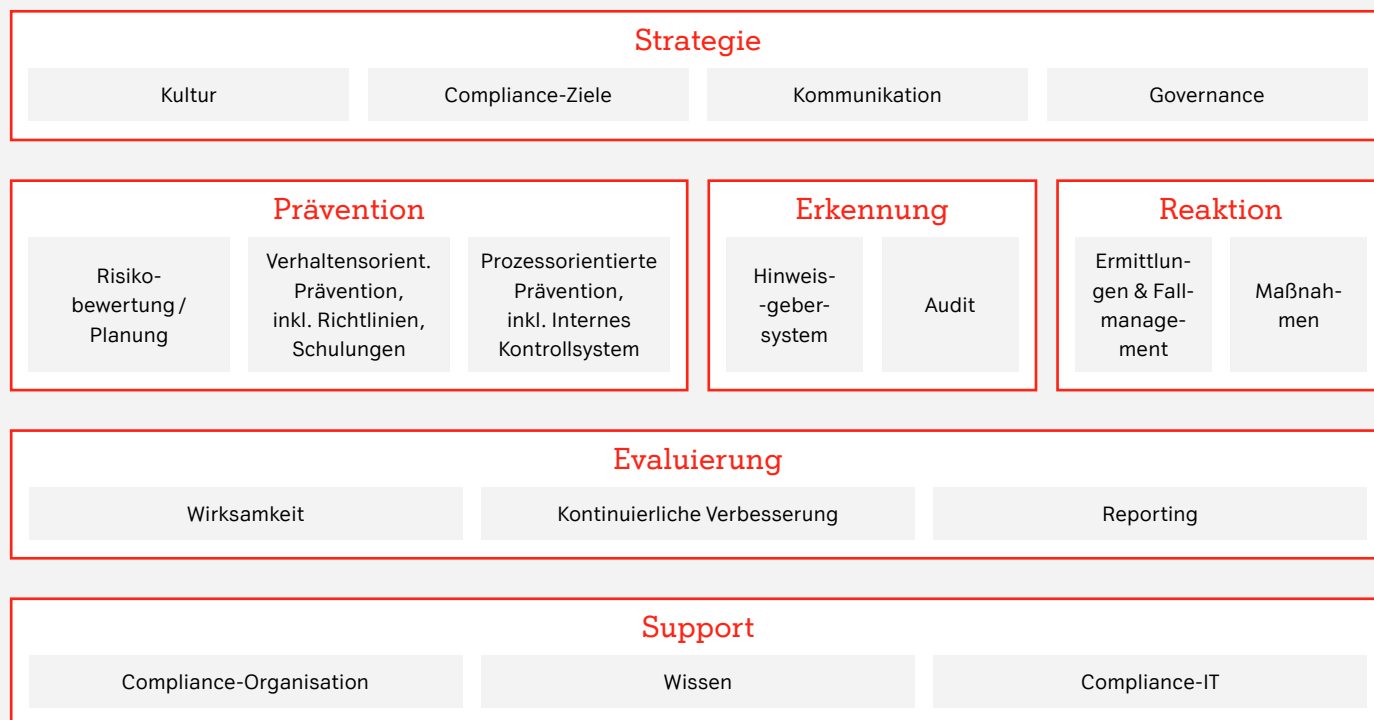 Strategie
Kultur
Compliance-Ziele
Kommunikation
Governance
Prävention
Risiko-
bewertung /
Planung
Verhaltensorient.
Prävention,
inkl. Richtlinien,
Schulungen
Prozessorientierte
Prävention,
inkl. Internes
Kontrollsystem
Erkennung
Hinweis-
-geber-
system
Audit
Reaktion
Ermittlun-
gen & Fall-
manage-
ment
Maßnah-
men
Evaluierung
Wirksamkeit
Kontinuierliche Verbesserung
Reporting
Support
Compliance-Organisation
Wissen
Compliance-IT